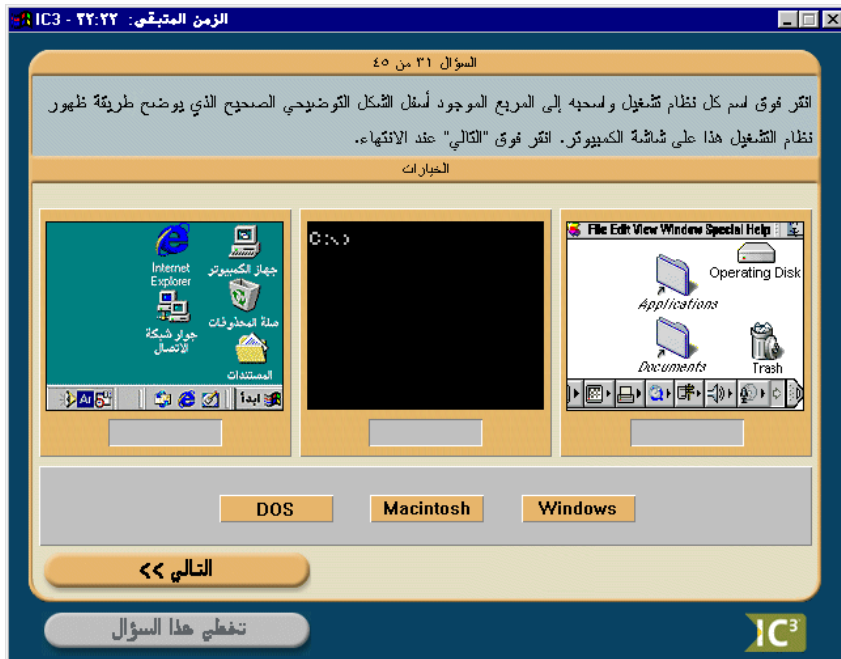 الزمن المتبقي: ٢٢:٢٢ - IC3
السؤال ٣١ من ٤٥
انقر فوق اسم كل نظام تشغيل واسحبه إلى المربع الموجود أسفل الشكل التوضيحي الصحيح الذي يوضح طريقة ظهور
نظام التشغيل هذا على شاشة الكمبيوتر. انقر فوق "التالي" عند الانتهاء.
الخيارات
جهاز الكمبيوتر
Internet
Explorer
سلة المحذوفات
جوار شبكة
الاتصال
المستندات
ابدأ
Ar
C:\>
File Edit View Window Special Help
Operating Disk
Applications
Documents
Trash
DOS
Macintosh
Windows
التالي >>
تخطي هذا السؤال
IC³